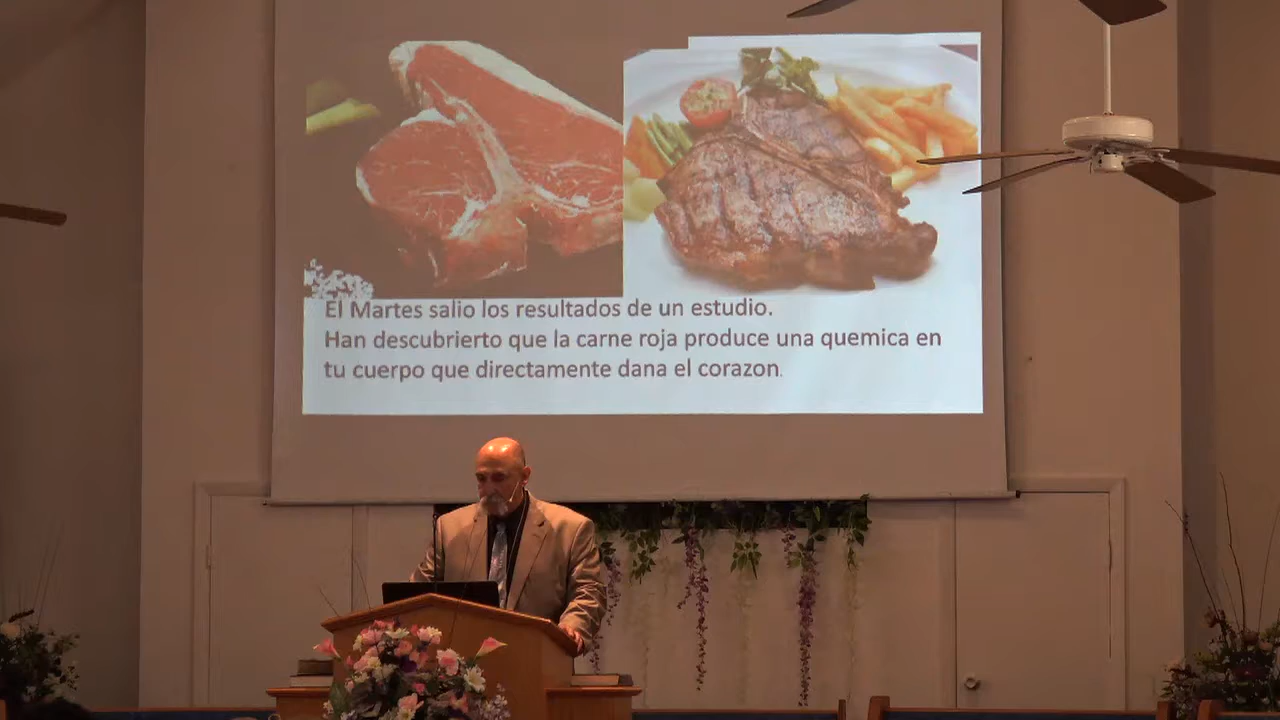 El Martes salio los resultados de un estudio.
Han descubrierto que la carne roja produce una quemica en
tu cuerpo que directamente dana el corazon.